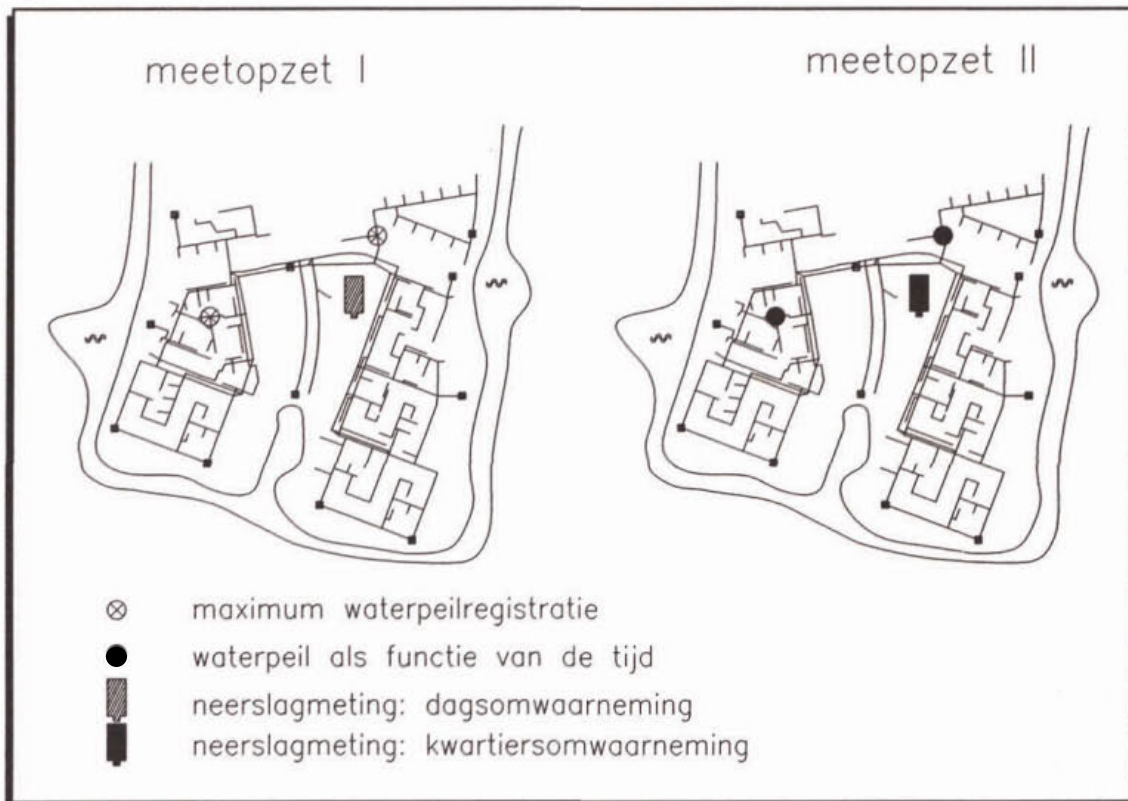 meetopzet I
meetopzet II
maximum waterpeilregistratie
waterpeil als functie van de tijd
neerslagmeting: dagsomwaarneming
neerslagmeting: kwartiersomwaarneming